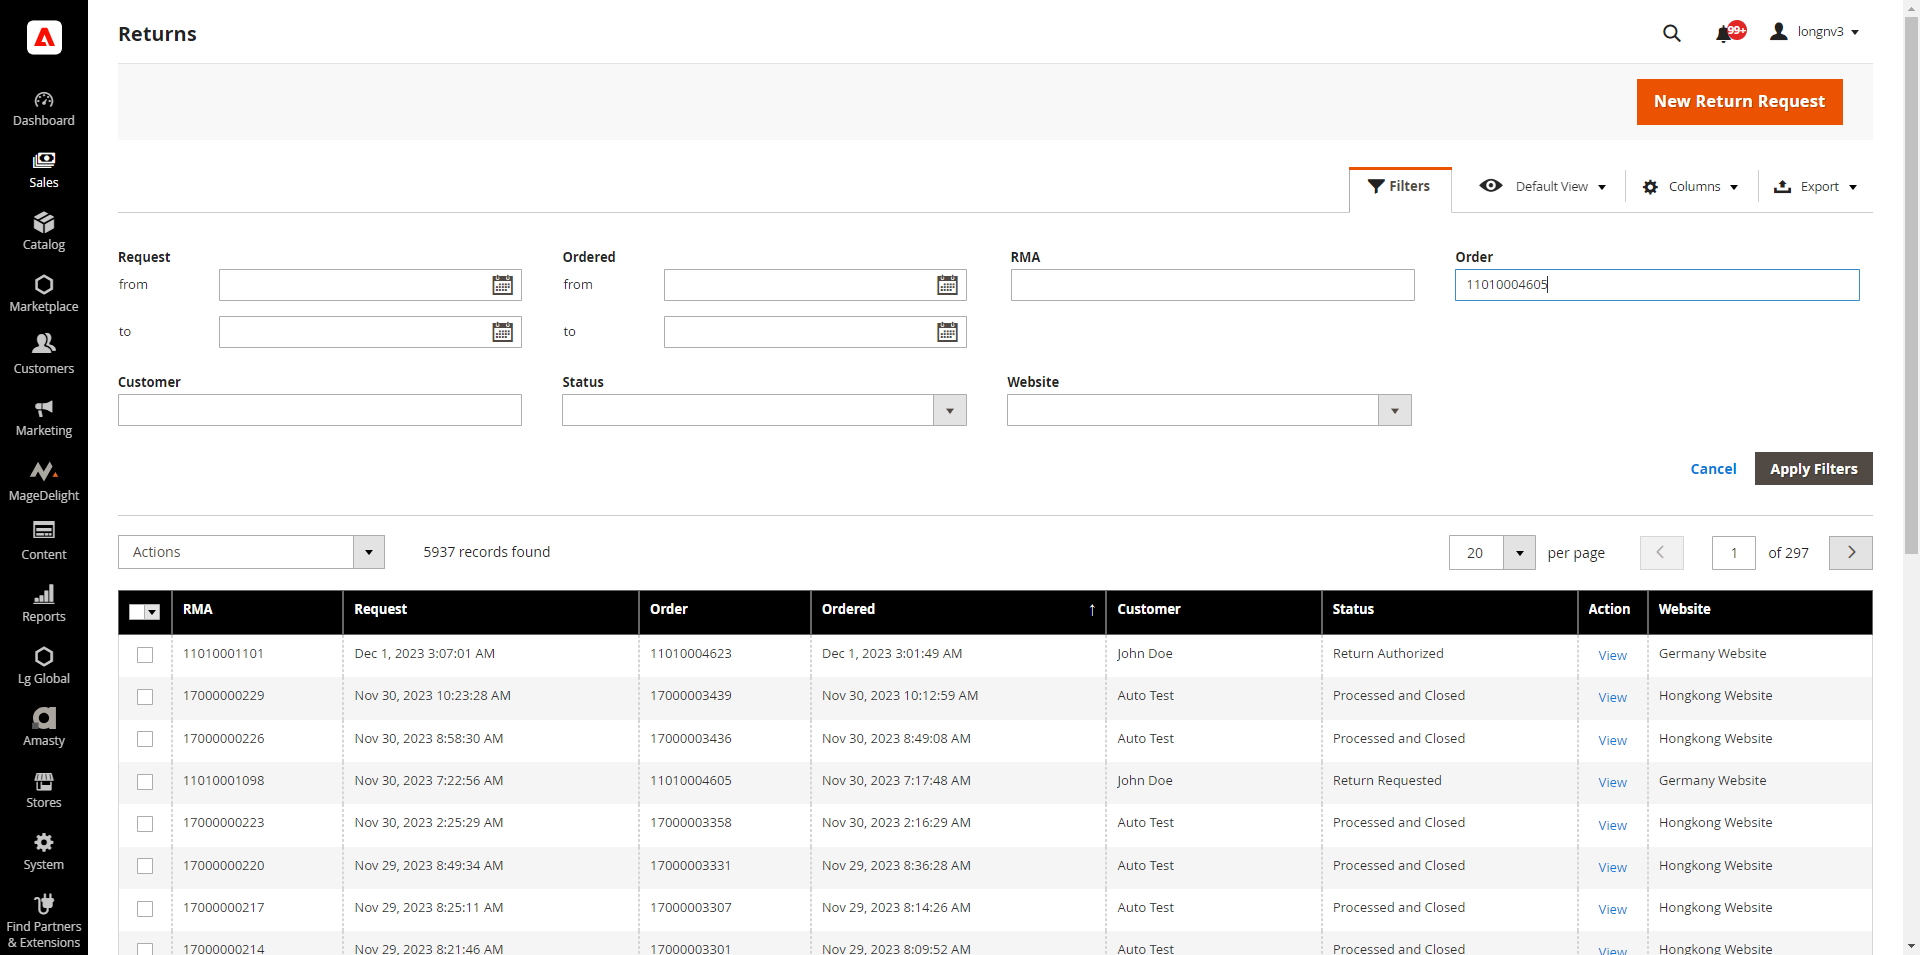 Returns
99+
longnv3
New Return Request
Dashboard
Sales
Catalog
Marketplace
Customers
Marketing
MageDelight
Content
Reports
Lg Global
Amasty
Stores
System
Find Partners
& Extensions
Filters
Default View
Columns
Export
Request
from
to
Ordered
from
to
RMA
Order
11010004605
Customer
Status
Website
Cancel
Apply Filters
Actions
5937 records found
20
per page
1
of 297
RMA Request Order Ordered ↑ Customer Status Action Website
11010001101 Dec 1, 2023 3:07:01 AM 11010004623 Dec 1, 2023 3:01:49 AM John Doe Return Authorized View Germany Website
17000000229 Nov 30, 2023 10:23:28 AM 17000003439 Nov 30, 2023 10:12:59 AM Auto Test Processed and Closed View Hongkong Website
17000000226 Nov 30, 2023 8:58:30 AM 17000003436 Nov 30, 2023 8:49:08 AM Auto Test Processed and Closed View Hongkong Website
11010001098 Nov 30, 2023 7:22:56 AM 11010004605 Nov 30, 2023 7:17:48 AM John Doe Return Requested View Germany Website
17000000223 Nov 30, 2023 2:25:29 AM 17000003358 Nov 30, 2023 2:16:29 AM Auto Test Processed and Closed View Hongkong Website
17000000220 Nov 29, 2023 8:49:34 AM 17000003331 Nov 29, 2023 8:36:28 AM Auto Test Processed and Closed View Hongkong Website
17000000217 Nov 29, 2023 8:25:11 AM 17000003307 Nov 29, 2023 8:14:26 AM Auto Test Processed and Closed View Hongkong Website
17000000214 Nov 29, 2023 8:21:46 AM 17000003301 Nov 29, 2023 8:09:52 AM Auto Test Processed and Closed View Hongkong Website